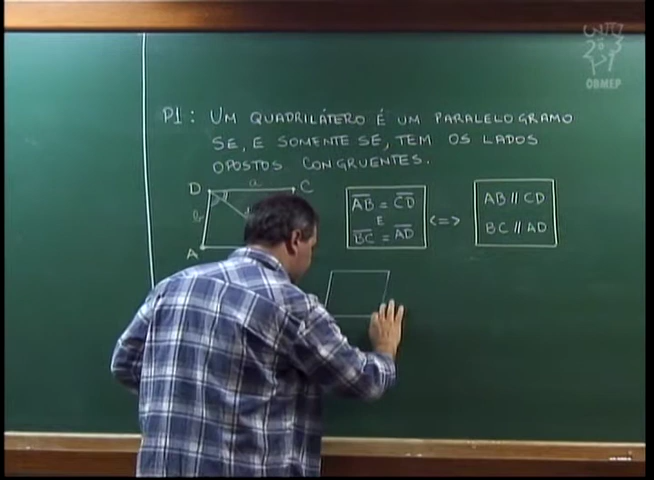 OBMEP
P1: UM QUADRILÁTERO É UM PARALELOGRAMO
SE, E SOMENTE SE, TEM OS LADOS
OPOSTOS CONGRUENTES.
D a C
b
A
AB = CD
E
BC = AD
<=>
AB // CD
BC // AD